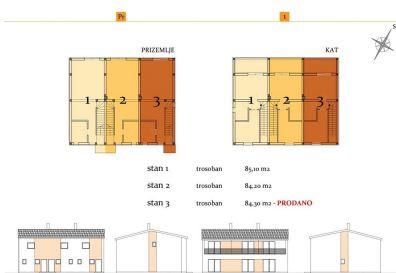 Pr 1
S
PRIZEMLJE KAT
1 2 3 1 2 3
stan 1 trosoban 85,10 m2
stan 2 trosoban 84,20 m2
stan 3 trosoban 84,30 m2 - PRODANO